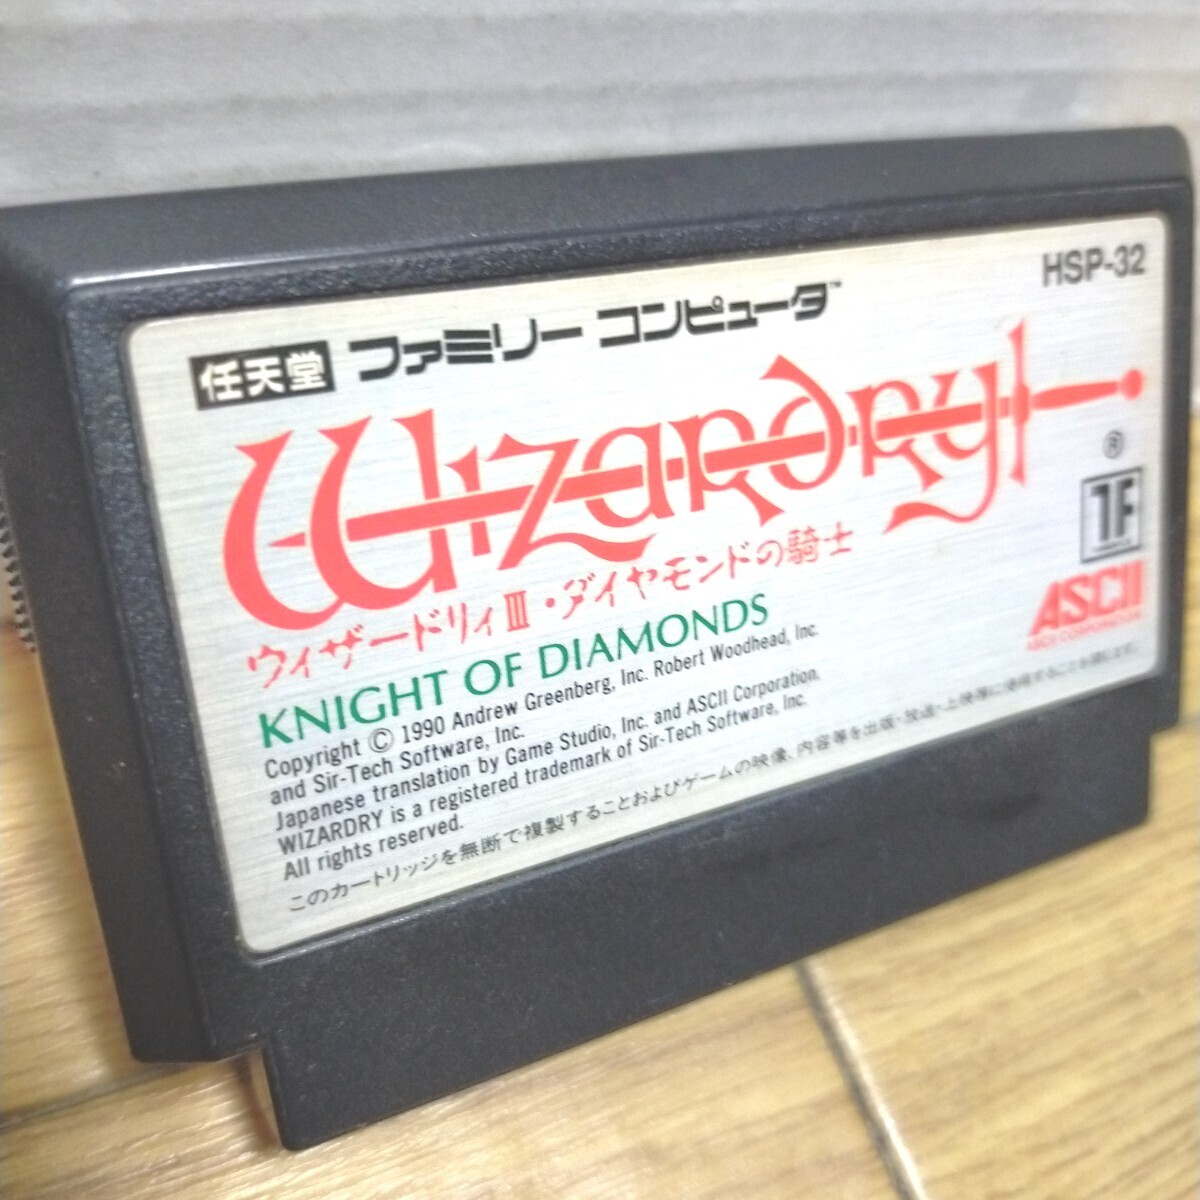 HSP-32
任天堂 ファミリー コンピュータ™
Wizardry
®
ウィザードリィⅢ・ダイヤモンドの騎士
KNIGHT OF DIAMONDS
1F
ASCII
ASCII CORPORATION
Copyright © 1990 Andrew Greenberg, Inc. Robert Woodhead, Inc.
and Sir-Tech Software, Inc.
Japanese translation by Game Studio, Inc. and ASCII Corporation.
WIZARDRY is a registered trademark of Sir-Tech Software, Inc.
All rights reserved.
このカートリッジを無断で複製することおよびゲームの映像、内容等を出版・放送・上映等に使用することを禁じます。